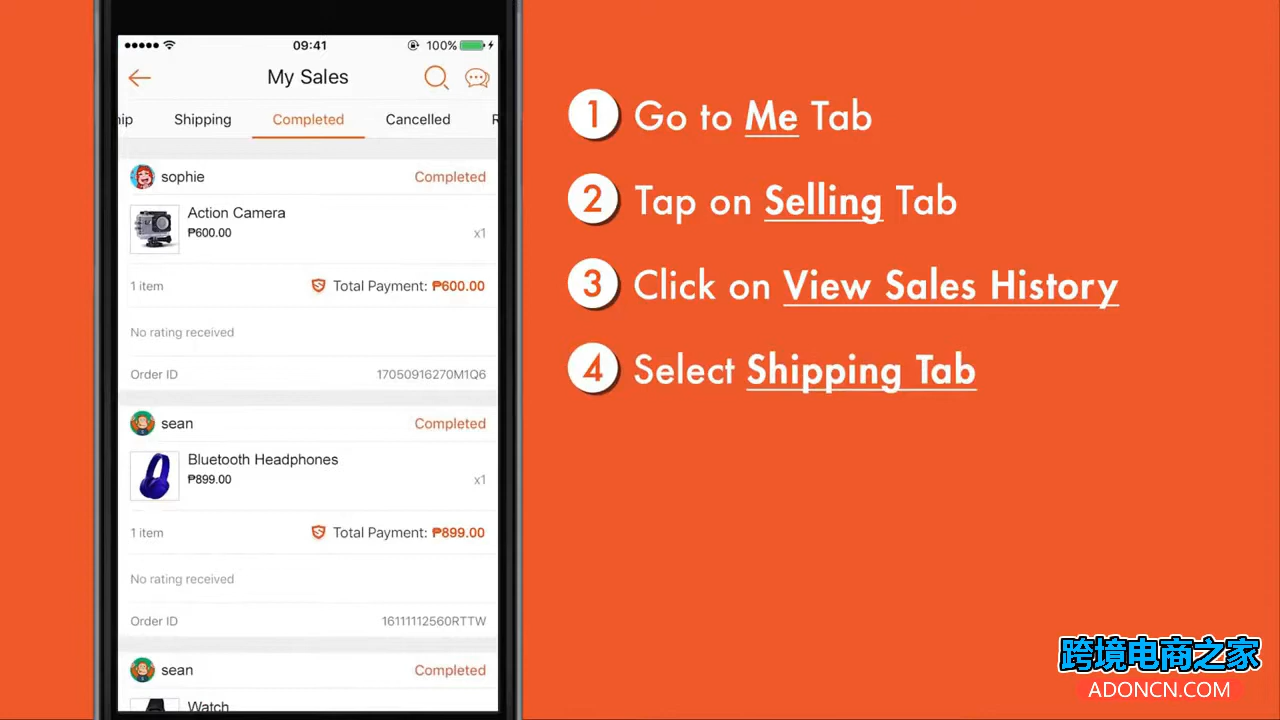 09:41
100%
My Sales
hip
Shipping
Completed
Cancelled
R
sophie
Completed
Action Camera
₱600.00
x1
1 item
Total Payment: ₱600.00
No rating received
Order ID
17050916270M1Q6
sean
Completed
Bluetooth Headphones
₱899.00
x1
1 item
Total Payment: ₱899.00
No rating received
Order ID
16111112560RTTW
sean
Completed
Watch
1 Go to Me Tab
2 Tap on Selling Tab
3 Click on View Sales History
4 Select Shipping Tab
跨境电商之家
ADONCN.COM